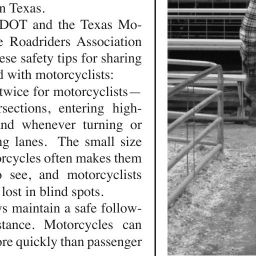 n Texas.
DOT and the Texas Mo-
e Roadriders Association
ese safety tips for sharing
d with motorcyclists:
twice for motorcyclists—
rsections, entering high-
nd whenever turning or
ng lanes. The small size
orcycles often makes them
o see, and motorcyclists
lost in blind spots.
ys maintain a safe follow-
stance. Motorcycles can
ore quickly than passenger